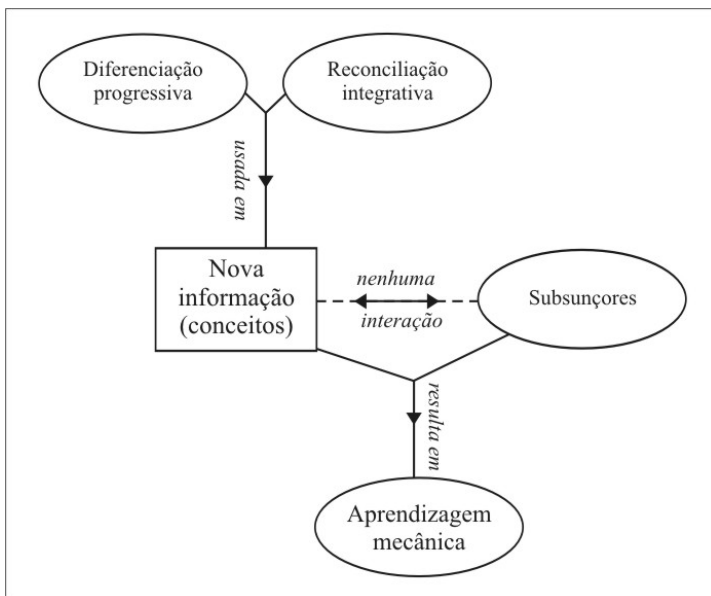 Diferenciação
progressiva
Reconciliação
integrativa
usada em
Nova
informação
(conceitos)
nenhuma
interação
Subsunçores
resulta em
Aprendizagem
mecânica